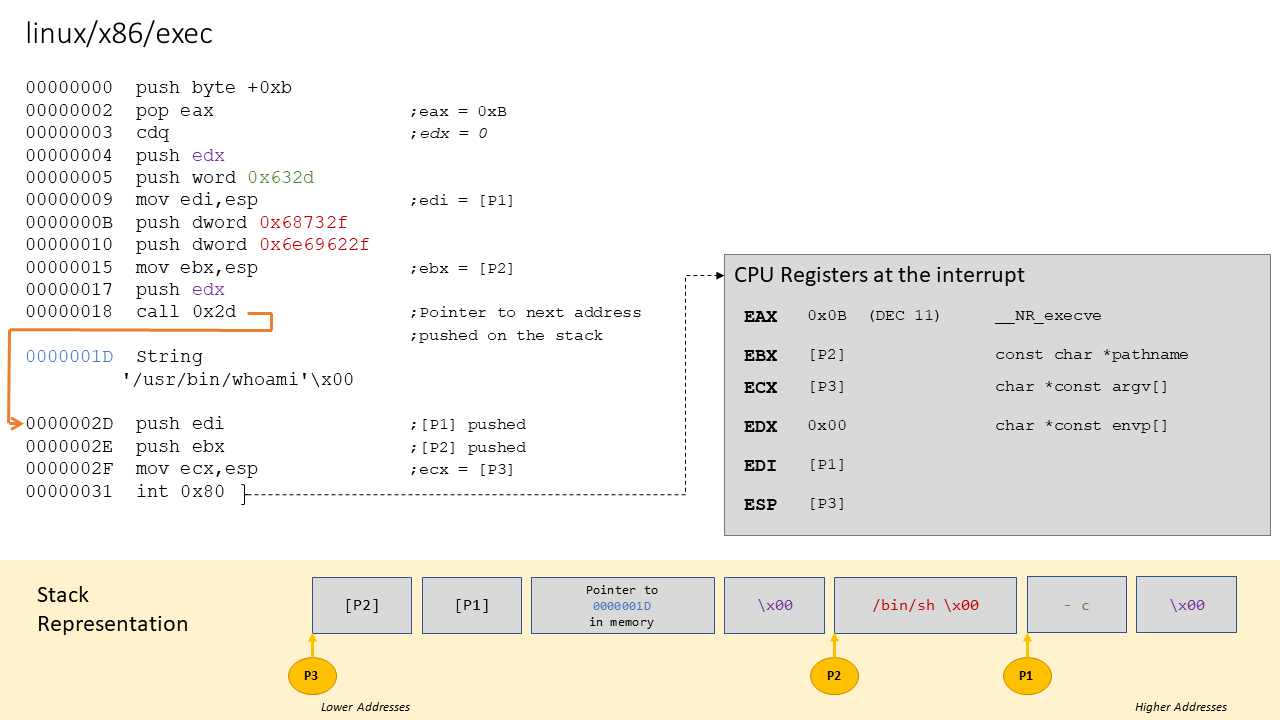 linux/x86/exec
00000000 push byte +0xb
00000002 pop eax ;eax = 0xB
00000003 cdq ;edx = 0
00000004 push edx
00000005 push word 0x632d
00000009 mov edi,esp ;edi = [P1]
0000000B push dword 0x68732f
00000010 push dword 0x6e69622f
00000015 mov ebx,esp ;ebx = [P2]
00000017 push edx
00000018 call 0x2d ;Pointer to next address
;pushed on the stack
0000001D String
'/usr/bin/whoami'\x00
0000002D push edi ;[P1] pushed
0000002E push ebx ;[P2] pushed
0000002F mov ecx,esp ;ecx = [P3]
00000031 int 0x80
CPU Registers at the interrupt
EAX 0x0B (DEC 11) __NR_execve
EBX [P2] const char *pathname
ECX [P3] char *const argv[]
EDX 0x00 char *const envp[]
EDI [P1]
ESP [P3]
Stack
Representation
[P2]
[P1]
Pointer to
0000001D
in memory
\x00
/bin/sh \x00
- c
\x00
P3
P2
P1
Lower Addresses
Higher Addresses